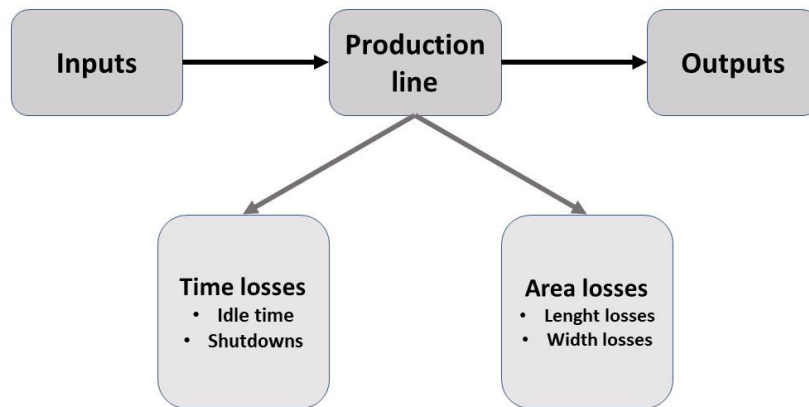 Inputs
Production
line
Outputs
Time losses
• Idle time
• Shutdowns
Area losses
• Lenght losses
• Width losses